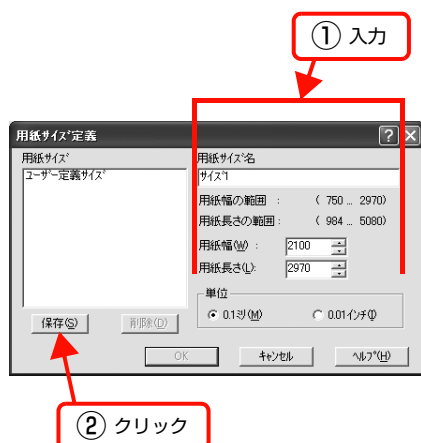 ① 入力
用紙ｻｲｽﾞ定義
用紙ｻｲｽﾞ
ﾕｰｻﾞｰ定義ｻｲｽﾞ
用紙ｻｲｽﾞ名
ｻｲｽﾞ1
用紙幅の範囲 : ( 750 ... 2970)
用紙長さの範囲 : ( 984 ... 5080)
用紙幅(W) : 2100
用紙長さ(L): 2970
単位
0.1ﾐﾘ(M) 0.01インチ(I)
保存(S) 削除(D)
OK キャンセル ﾍﾙﾌﾟ(H)
② クリック